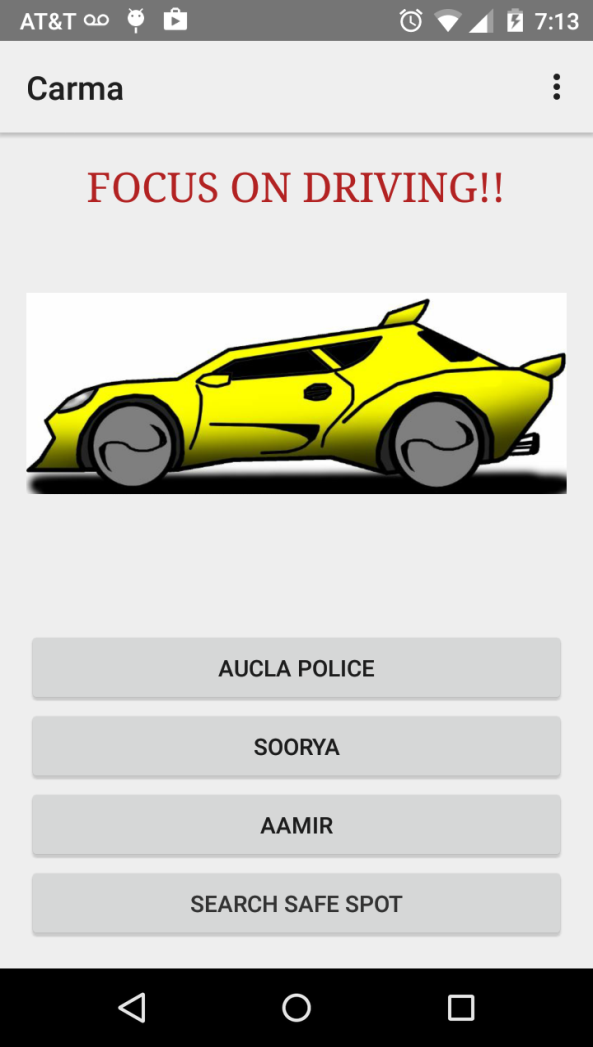 AT&T 7:13
Carma
FOCUS ON DRIVING!!
AUCLA POLICE
SOORYA
AAMIR
SEARCH SAFE SPOT